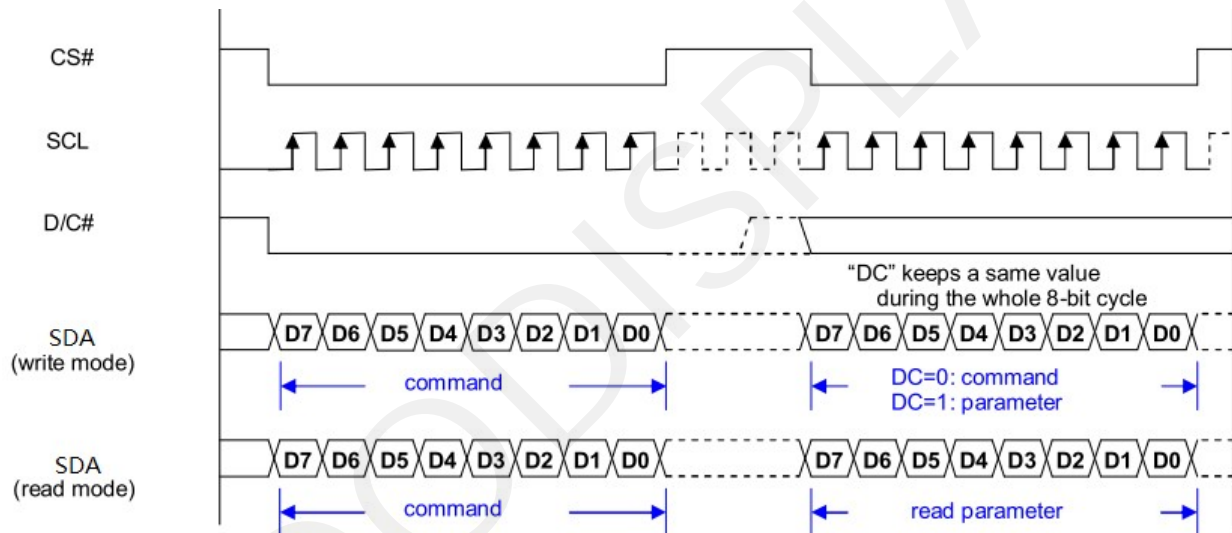 CS#
SCL
D/C#
"DC" keeps a same value
during the whole 8-bit cycle
SDA
(write mode)
D7 D6 D5 D4 D3 D2 D1 D0 D7 D6 D5 D4 D3 D2 D1 D0
command
DC=0: command
DC=1: parameter
SDA
(read mode)
D7 D6 D5 D4 D3 D2 D1 D0 D7 D6 D5 D4 D3 D2 D1 D0
command read parameter